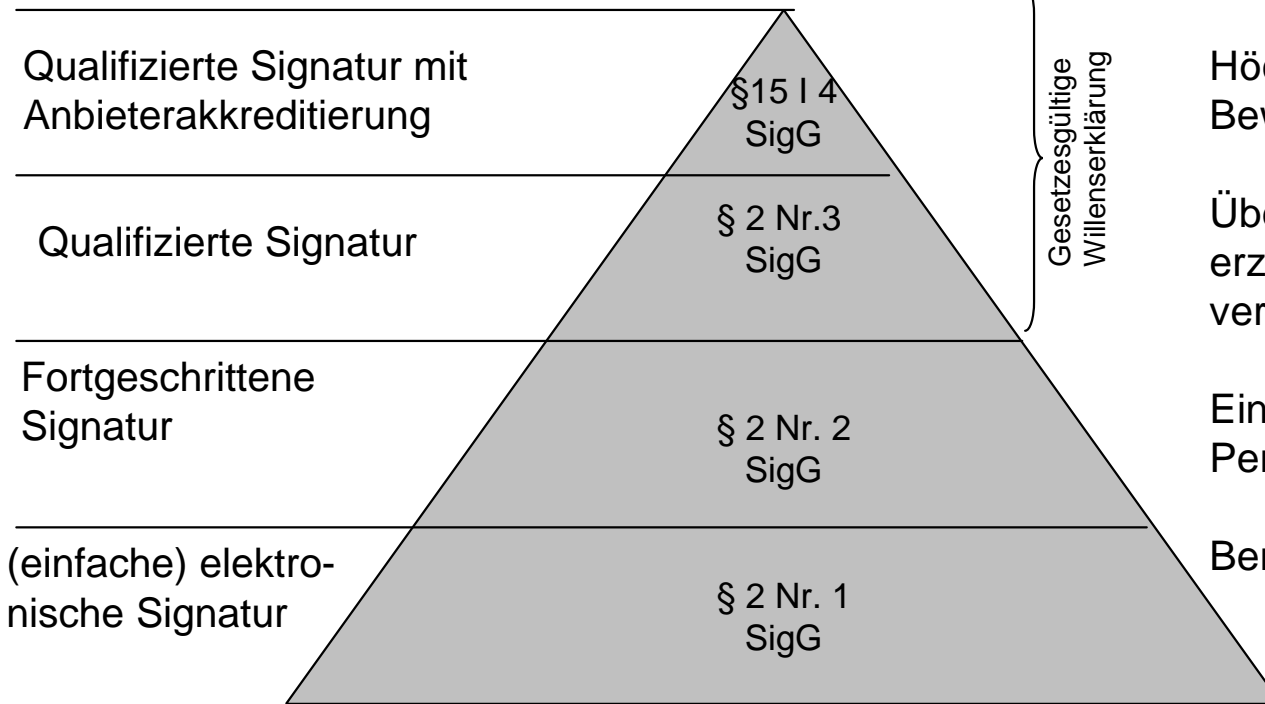 Qualifizierte Signatur mit
Anbieterakkreditierung
§15 I 4
SigG
Qualifizierte Signatur
§ 2 Nr.3
SigG
Gesetzesgültige
Willenserklärung
Fortgeschrittene
Signatur
§ 2 Nr. 2
SigG
(einfache) elektro-
nische Signatur
§ 2 Nr. 1
SigG